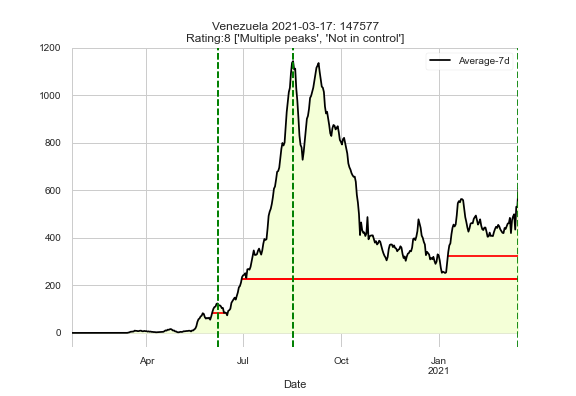 Venezuela 2021-03-17: 147577
Rating:8 ['Multiple peaks', 'Not in control']
1200
Average-7d
1000
800
600
400
200
0
Apr Jul Oct Jan
2021
Date